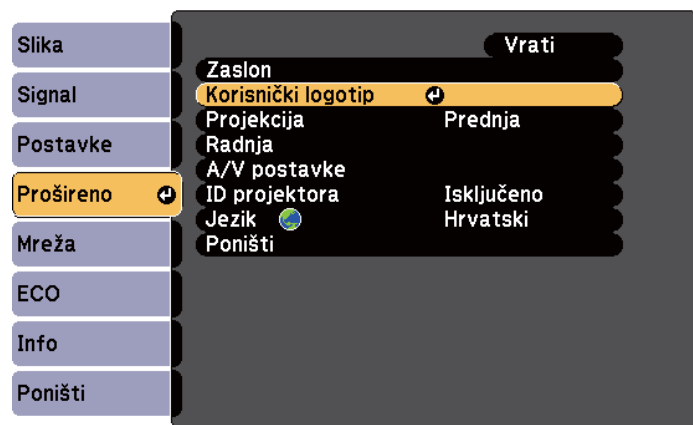 Slika
Signal
Postavke
Prošireno
Mreža
ECO
Info
Poništi
Vrati
Zaslon
Korisnički logotip
Projekcija Prednja
Radnja
A/V postavke
ID projektora Isključeno
Jezik Hrvatski
Poništi